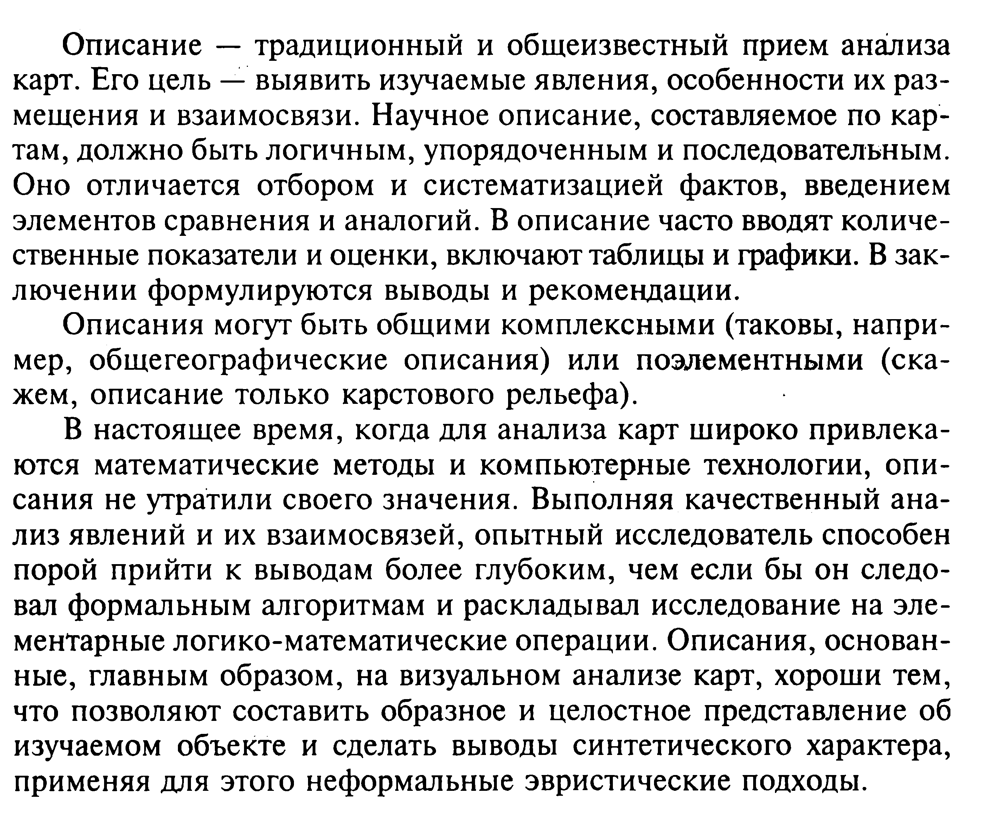 Описание — традиционный и общеизвестный прием анализа
карт. Его цель — выявить изучаемые явления, особенности их раз-
мещения и взаимосвязи. Научное описание, составляемое по кар-
там, должно быть логичным, упорядоченным и последовательным.
Оно отличается отбором и систематизацией фактов, введением
элементов сравнения и аналогий. В описание часто вводят количе-
ственные показатели и оценки, включают таблицы и графики. В зак-
лючении формулируются выводы и рекомендации.
Описания могут быть общими комплексными (таковы, напри-
мер, общегеографические описания) или поэлементными (ска-
жем, описание только карстового рельефа).
В настоящее время, когда для анализа карт широко привлека-
ются математические методы и компьютерные технологии, опи-
сания не утратили своего значения. Выполняя качественный ана-
лиз явлений и их взаимосвязей, опытный исследователь способен
порой прийти к выводам более глубоким, чем если бы он следо-
вал формальным алгоритмам и раскладывал исследование на эле-
ментарные логико-математические операции. Описания, основан-
ные, главным образом, на визуальном анализе карт, хороши тем,
что позволяют составить образное и целостное представление об
изучаемом объекте и сделать выводы синтетического характера,
применяя для этого неформальные эвристические подходы.